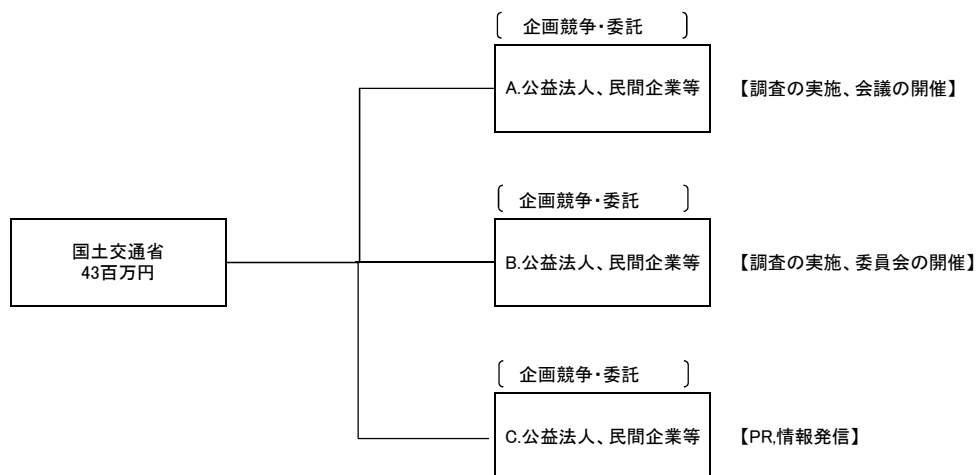 〔 企画競争・委託 〕
A.公益法人、民間企業等 【調査の実施、会議の開催】
〔 企画競争・委託 〕
国土交通省
43百万円
B.公益法人、民間企業等 【調査の実施、委員会の開催】
〔 企画競争・委託 〕
C.公益法人、民間企業等 【PR,情報発信】